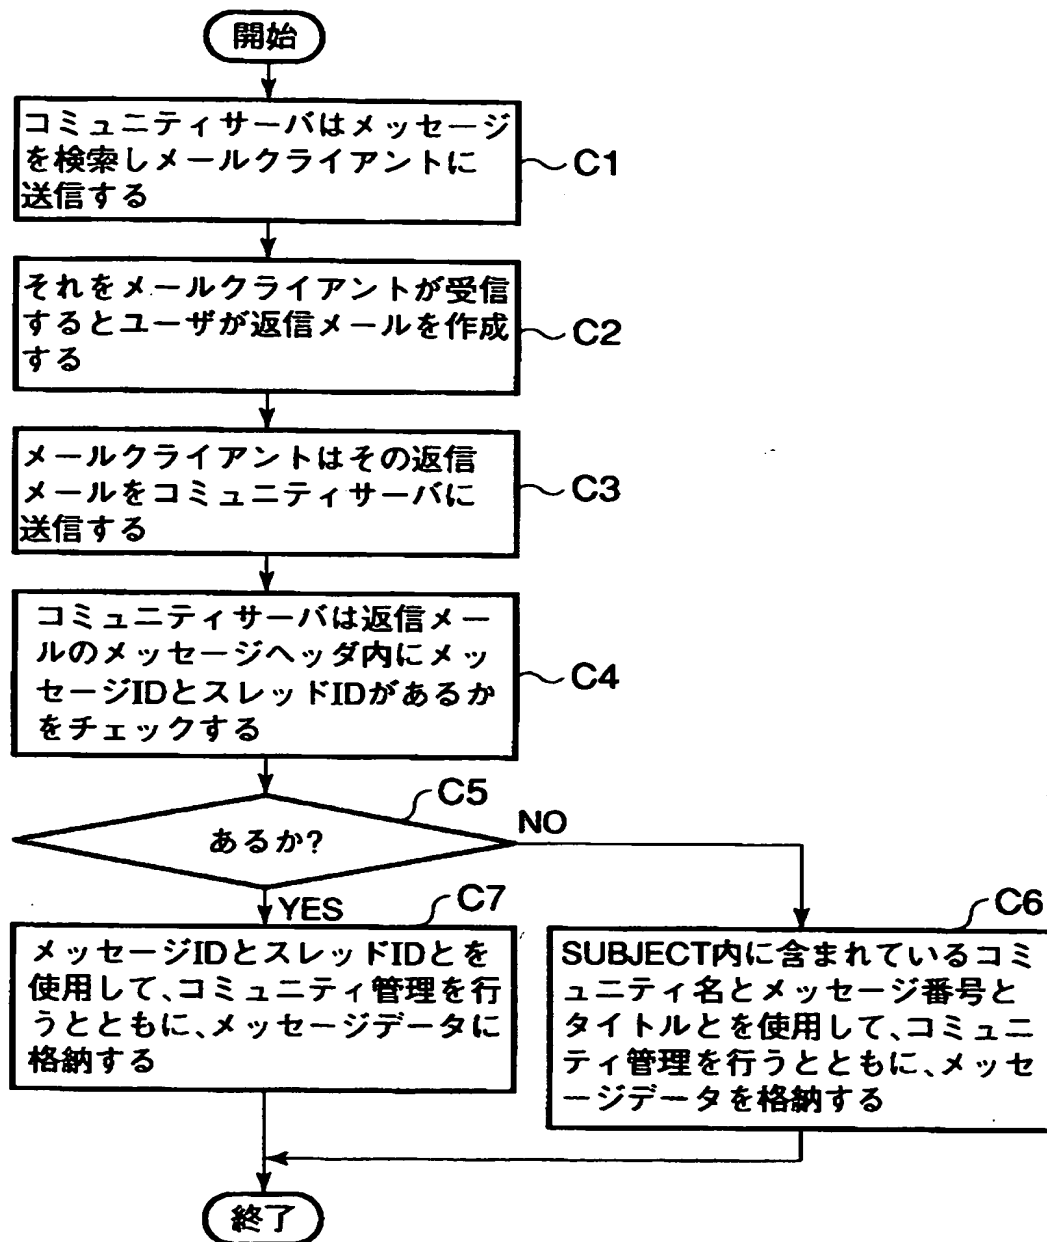 開始
コミュニティサーバはメッセージ
を検索しメールクライアントに
送信する
C1
それをメールクライアントが受信
するとユーザが返信メールを作成
する
C2
メールクライアントはその返信
メールをコミュニティサーバに
送信する
C3
コミュニティサーバは返信メー
ルのメッセージヘッダ内にメッ
セージIDとスレッドIDがあるか
をチェックする
C4
C5
あるか?
NO
YES
C7
メッセージIDとスレッドIDとを
使用して、コミュニティ管理を行
うとともに、メッセージデータに
格納する
C6
SUBJECT内に含まれているコミ
ュニティ名とメッセージ番号と
タイトルとを使用して、コミュニ
ティ管理を行うとともに、メッセ
ージデータを格納する
終了